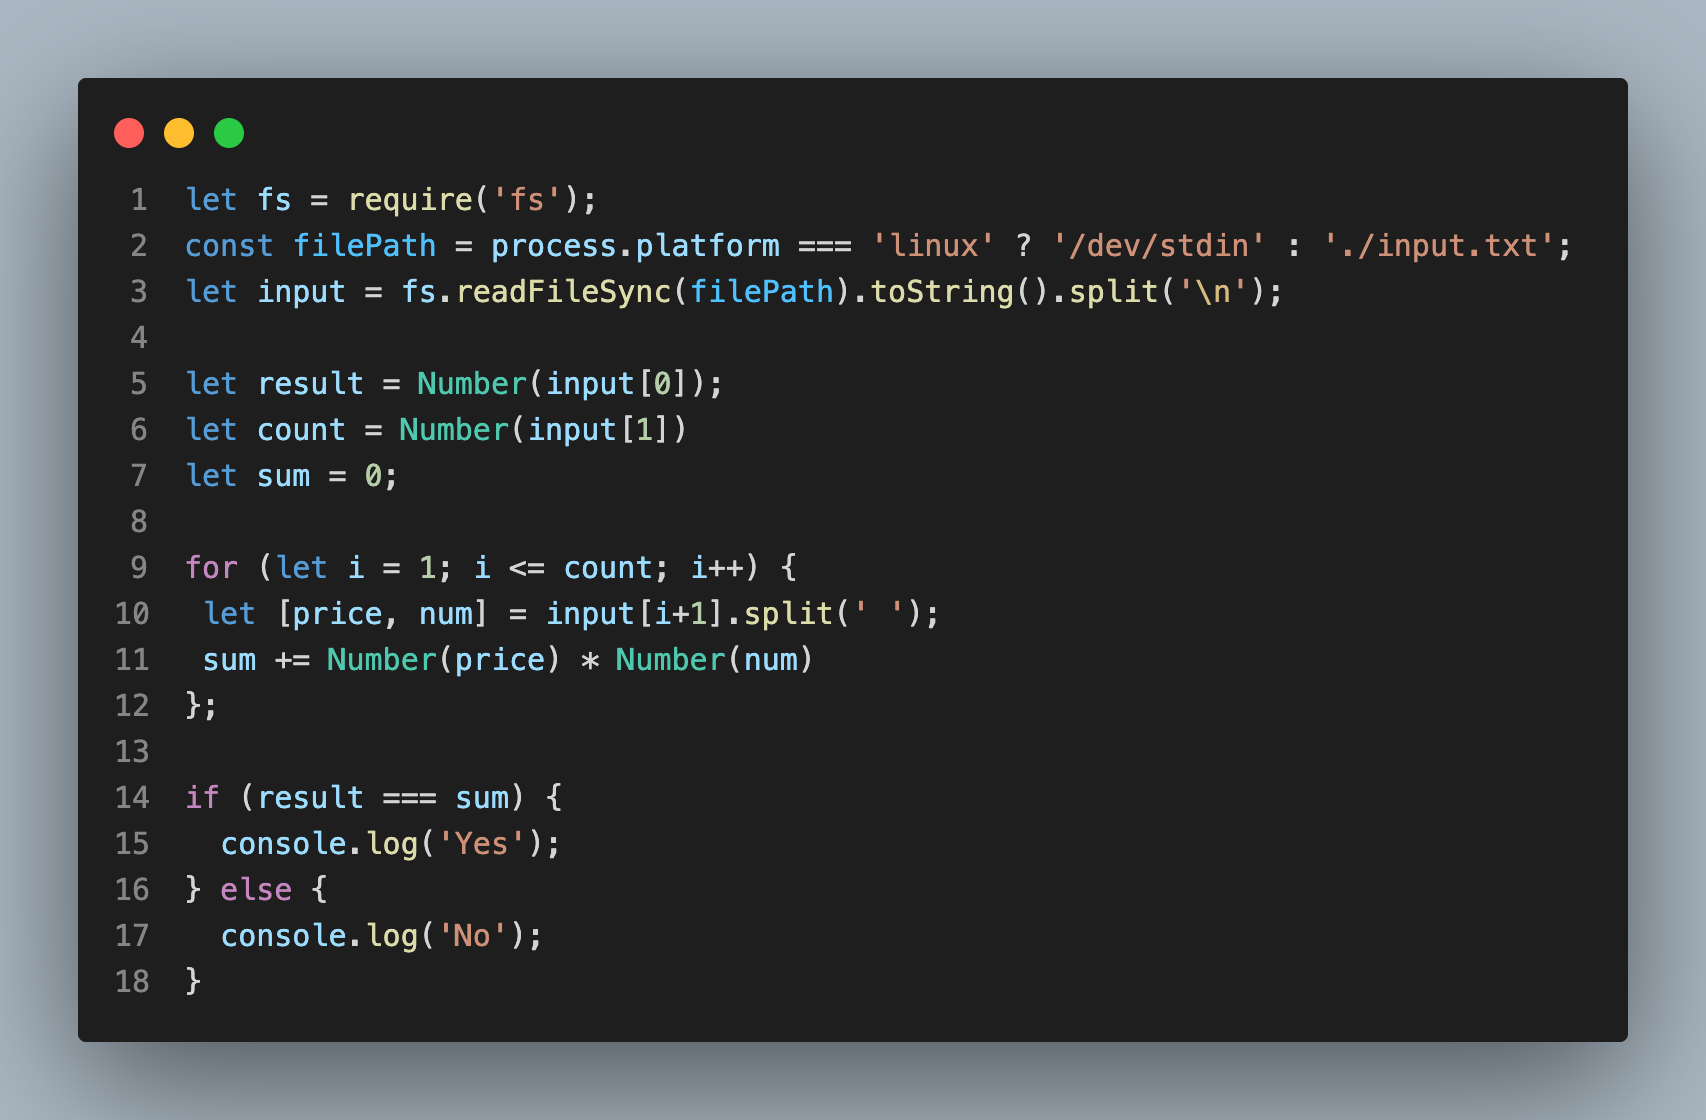 1 let fs = require('fs');
2 const filePath = process.platform === 'linux' ? '/dev/stdin' : './input.txt';
3 let input = fs.readFileSync(filePath).toString().split('\n');
4
5 let result = Number(input[0]);
6 let count = Number(input[1])
7 let sum = 0;
8
9 for (let i = 1; i <= count; i++) {
10  let [price, num] = input[i+1].split(' ');
11  sum += Number(price) * Number(num)
12 };
13
14 if (result === sum) {
15   console.log('Yes');
16 } else {
17   console.log('No');
18 }